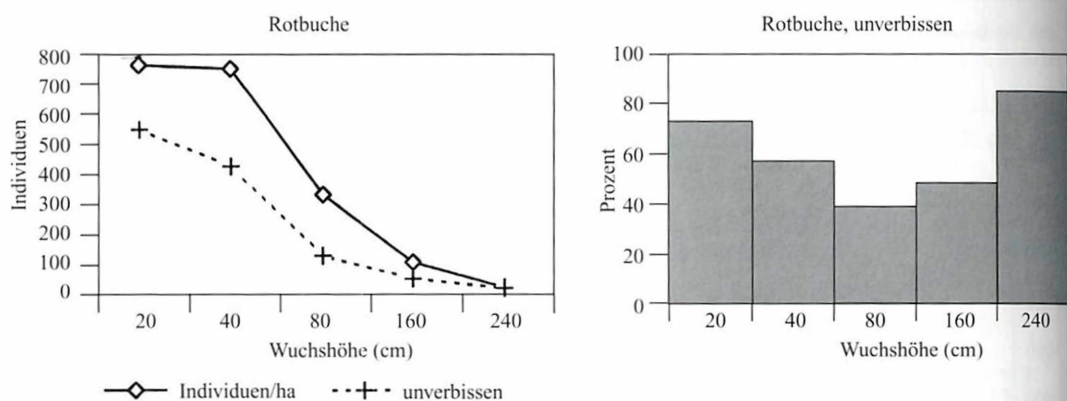 Rotbuche
800
700
600
500
400
300
200
100
0
Individuen
20 40 80 160 240
Wuchshöhe (cm)
Individuen/ha unverbissen
Rotbuche, unverbissen
100
80
60
40
20
0
Prozent
20 40 80 160 240
Wuchshöhe (cm)